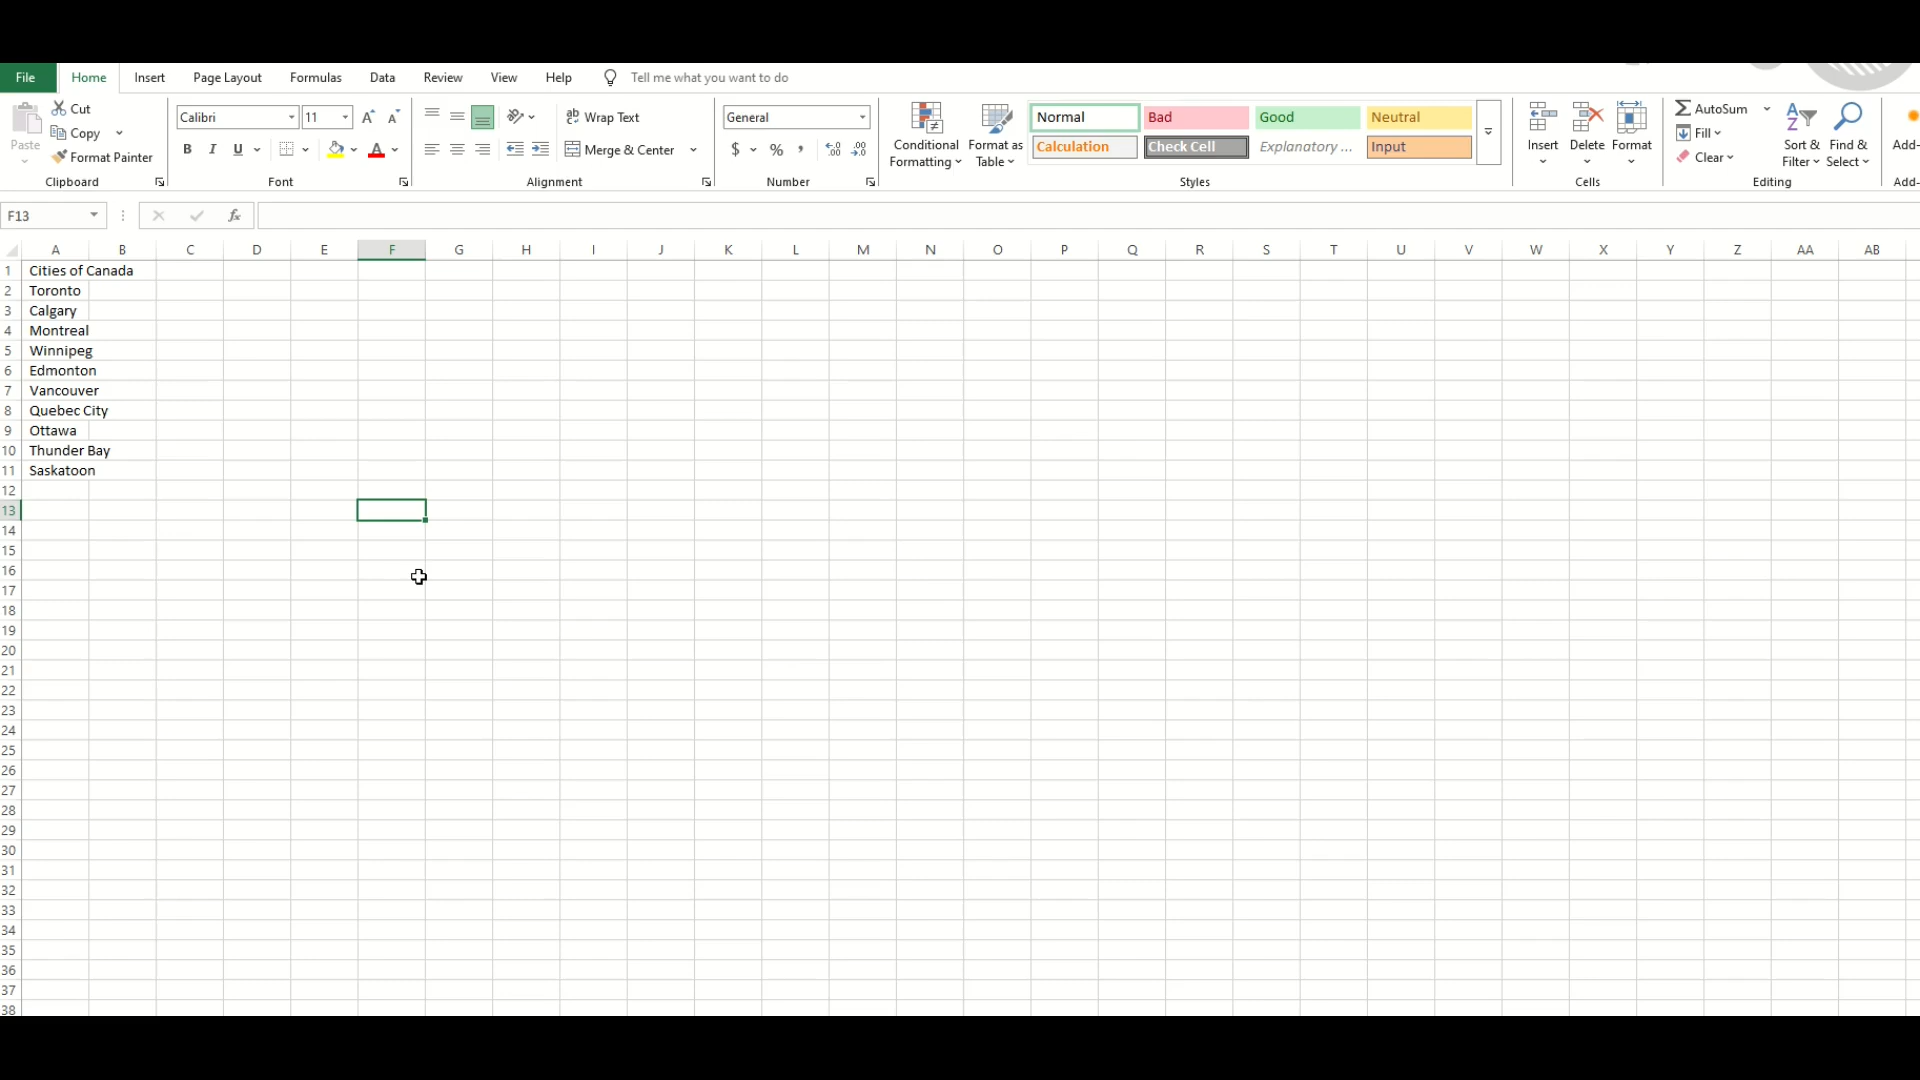 File Home Insert Page Layout Formulas Data Review View Help Tell me what you want to do
Paste Cut Copy Format Painter Clipboard
Calibri 11 A A B I U A Font
ab Wrap Text Merge & Center Alignment
General $ % , .00 .00 Number
Conditional Formatting Format as Table
Normal Bad Good Neutral
Calculation Check Cell Explanatory ... Input
Styles
Insert Delete Format Cells
AutoSum Fill Clear Sort & Filter Find & Select Editing
Add- Add-
F13 fx
A B C D E F G H I J K L M N O P Q R S T U V W X Y Z AA AB
1 Cities of Canada
2 Toronto
3 Calgary
4 Montreal
5 Winnipeg
6 Edmonton
7 Vancouver
8 Quebec City
9 Ottawa
10 Thunder Bay
11 Saskatoon
12
13
14
15
16
17
18
19
20
21
22
23
24
25
26
27
28
29
30
31
32
33
34
35
36
37
38